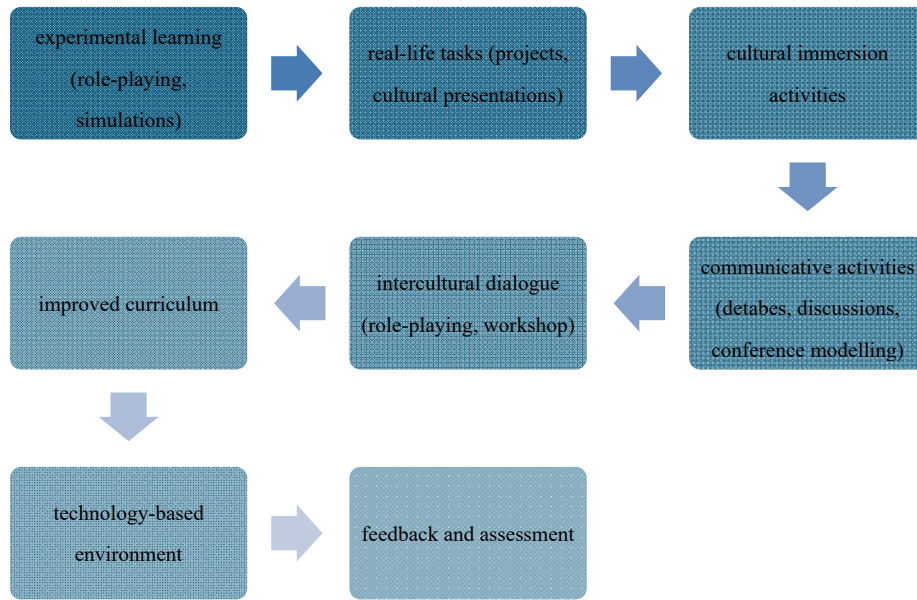 experimental learning
(role-playing,
simulations)
real-life tasks (projects,
cultural presentations)
cultural immersion
activities
communicative activities
(detabes, discussions,
conference modelling)
intercultural dialogue
(role-playing, workshop)
improved curriculum
technology-based
environment
feedback and assessment